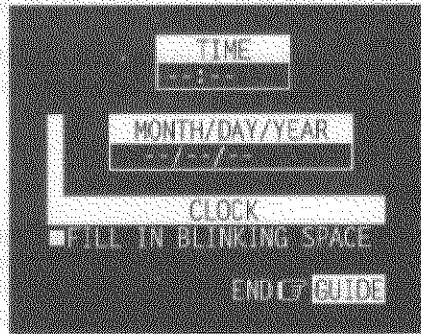 TIME
--:--
MONTH/DAY/YEAR
--/--/--
CLOCK
FILL IN BLINKING SPACE
END ☞ GUIDE